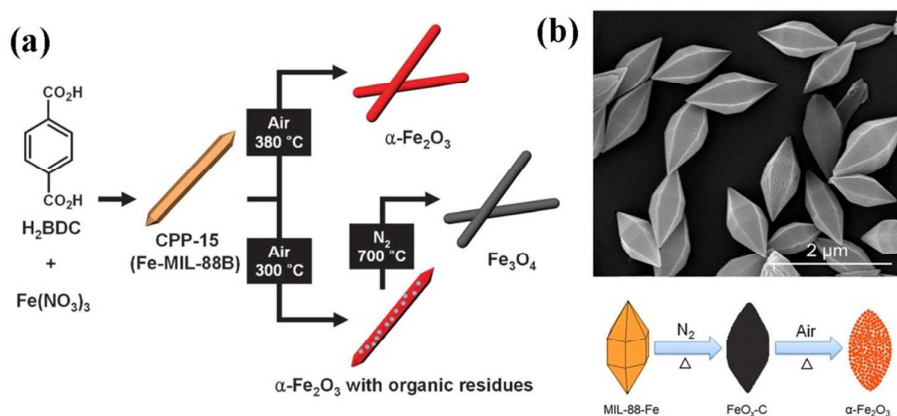 (a)
CO₂H
CO₂H
H₂BDC
+
Fe(NO₃)₃
CPP-15
(Fe-MIL-88B)
Air
380 °C
α-Fe₂O₃
Air
300 °C
N₂
700 °C
Fe₃O₄
α-Fe₂O₃ with organic residues
(b)
2 μm
N₂
△
Air
△
MIL-88-Fe
FeOₓ-C
α-Fe₂O₃